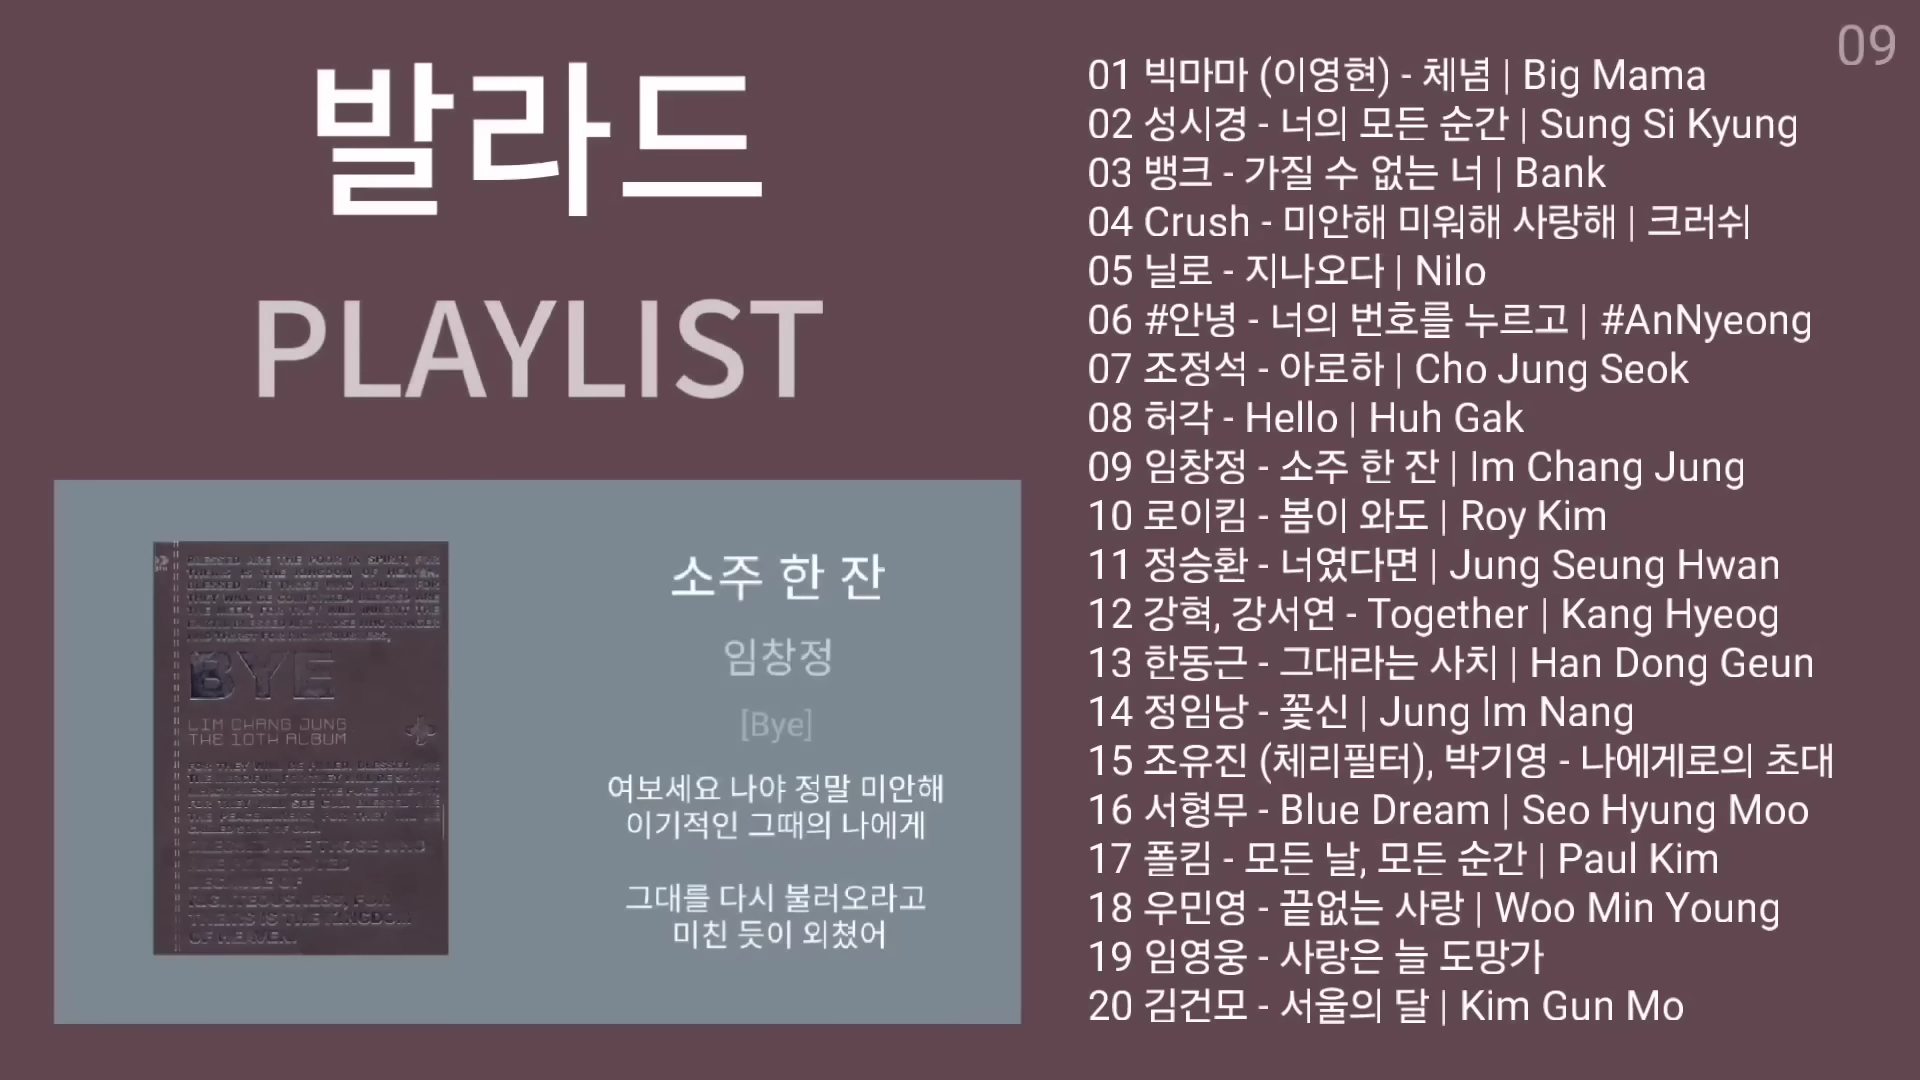 09
발라드
PLAYLIST
소주 한 잔
임창정
[Bye]
여보세요 나야 정말 미안해
이기적인 그때의 나에게
그대를 다시 불러오라고
미친 듯이 외쳤어
BYE
LIM CHANG JUNG
THE 10TH ALBUM
01 빅마마 (이영현) - 체념 | Big Mama
02 성시경 - 너의 모든 순간 | Sung Si Kyung
03 뱅크 - 가질 수 없는 너 | Bank
04 Crush - 미안해 미워해 사랑해 | 크러쉬
05 닐로 - 지나오다 | Nilo
06 #안녕 - 너의 번호를 누르고 | #AnNyeong
07 조정석 - 아로하 | Cho Jung Seok
08 허각 - Hello | Huh Gak
09 임창정 - 소주 한 잔 | Im Chang Jung
10 로이킴 - 봄이 와도 | Roy Kim
11 정승환 - 너였다면 | Jung Seung Hwan
12 강혁, 강서연 - Together | Kang Hyeog
13 한동근 - 그대라는 사치 | Han Dong Geun
14 정임낭 - 꽃신 | Jung Im Nang
15 조유진 (체리필터), 박기영 - 나에게로의 초대
16 서형무 - Blue Dream | Seo Hyung Moo
17 폴킴 - 모든 날, 모든 순간 | Paul Kim
18 우민영 - 끝없는 사랑 | Woo Min Young
19 임영웅 - 사랑은 늘 도망가
20 김건모 - 서울의 달 | Kim Gun Mo